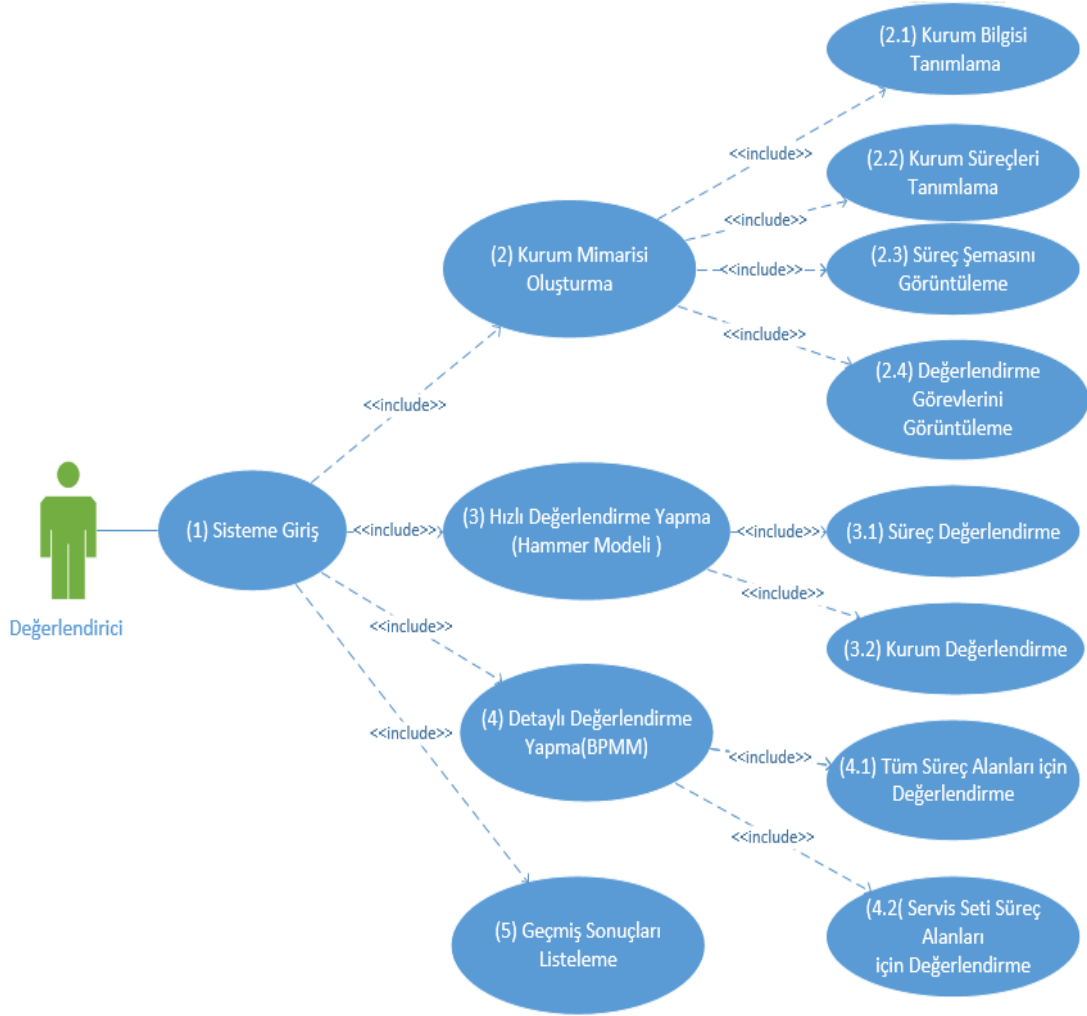 (2.1) Kurum Bilgisi
Tanımlama
<<include>>
(2.2) Kurum Süreçleri
Tanımlama
<<include>>
(2) Kurum Mimarisi
Oluşturma
(2.3) Süreç Şemasını
Görüntüleme
<<include>>
<<include>>
(2.4) Değerlendirme
Görevlerini
Görüntüleme
<<include>>
Değerlendirici
(1) Sisteme Giriş
<<include>>
(3) Hızlı Değerlendirme Yapma
(Hammer Modeli )
<<include>>
(3.1) Süreç Değerlendirme
<<include>>
(3.2) Kurum Değerlendirme
<<include>>
(4) Detaylı Değerlendirme
Yapma(BPMM)
<<include>>
<<include>>
(4.1) Tüm Süreç Alanları için
Değerlendirme
<<include>>
(5) Geçmiş Sonuçları
Listeleme
(4.2( Servis Seti Süreç
Alanları
için Değerlendirme